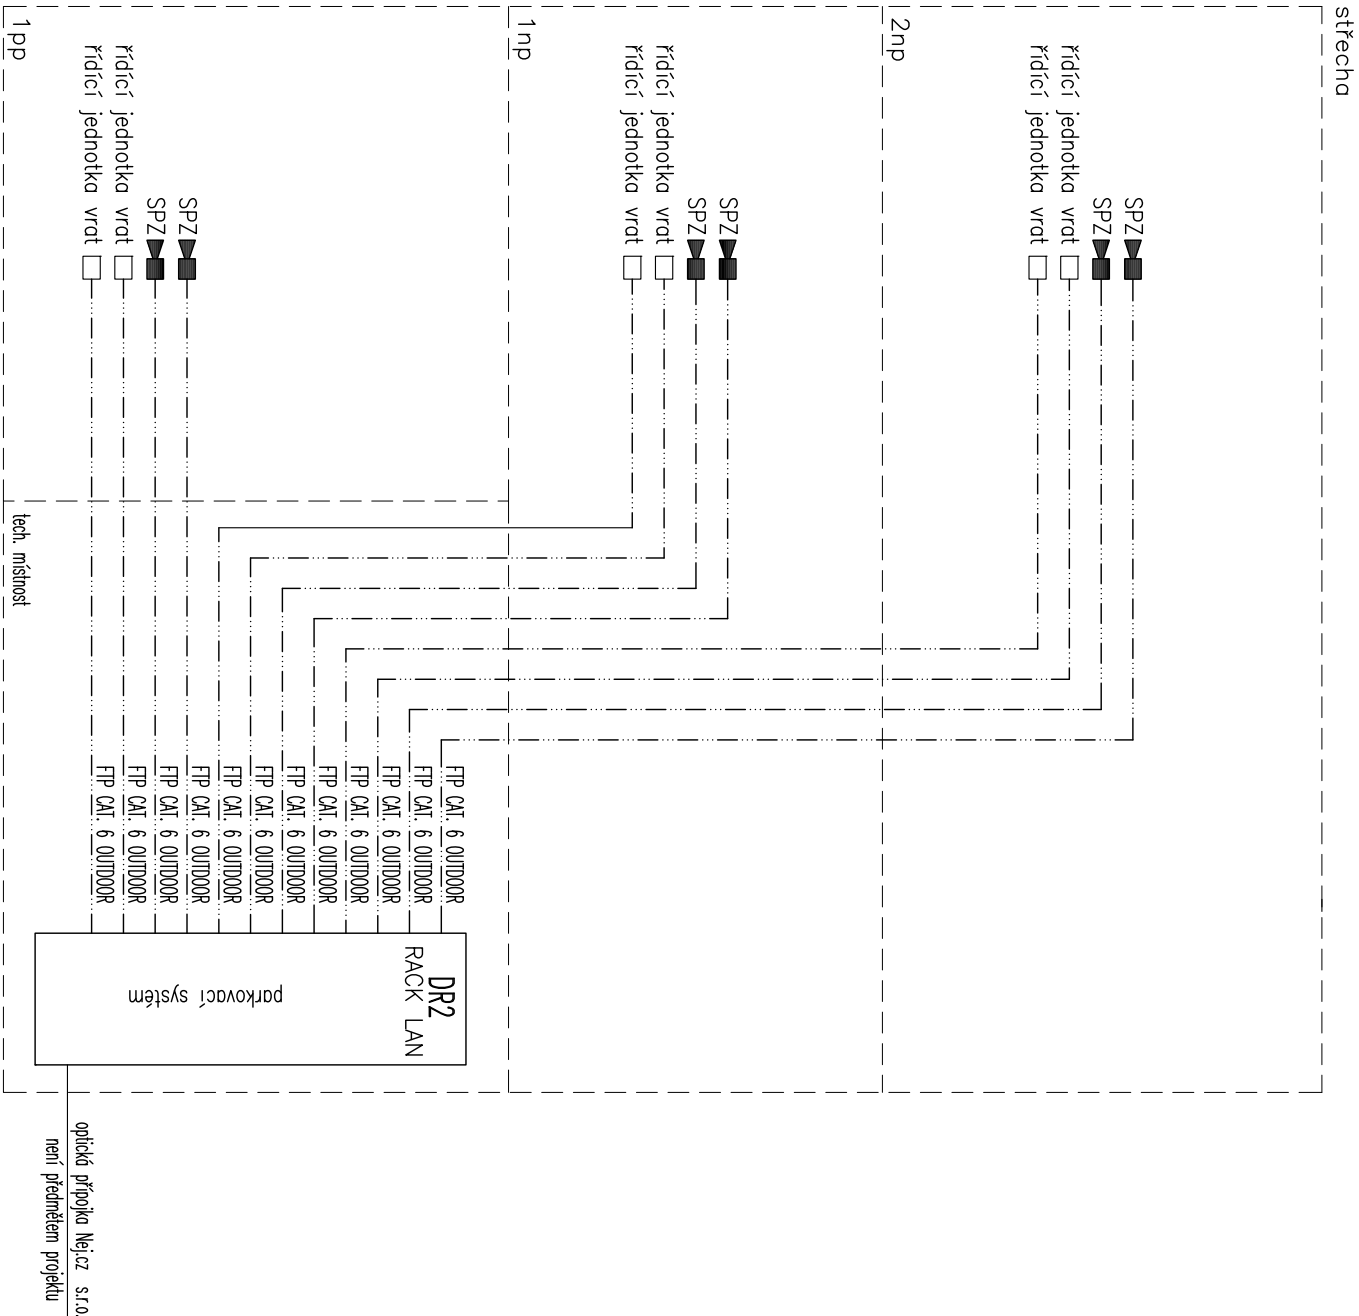 střecha
2np
SPZ
SPZ
řídící jednotka vrat
řídící jednotka vrat
1np
SPZ
SPZ
řídící jednotka vrat
řídící jednotka vrat
1pp
SPZ
SPZ
řídící jednotka vrat
řídící jednotka vrat
tech. místnost
FTP CAT. 6 OUTDOOR
FTP CAT. 6 OUTDOOR
FTP CAT. 6 OUTDOOR
FTP CAT. 6 OUTDOOR
FTP CAT. 6 OUTDOOR
FTP CAT. 6 OUTDOOR
FTP CAT. 6 OUTDOOR
FTP CAT. 6 OUTDOOR
FTP CAT. 6 OUTDOOR
FTP CAT. 6 OUTDOOR
FTP CAT. 6 OUTDOOR
FTP CAT. 6 OUTDOOR
DR2
RACK LAN
parkovací systém
optická přípojka Nej.cz s.r.o.
není předmětem projektu